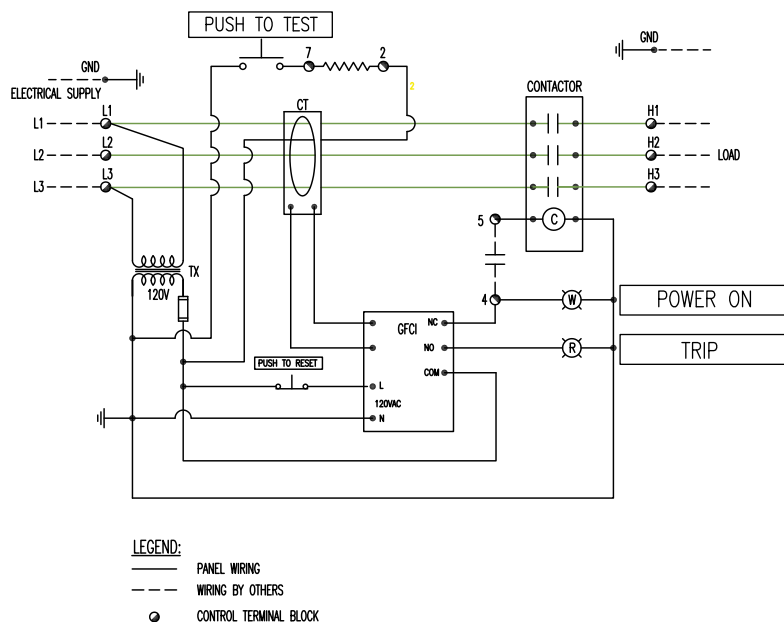 PUSH TO TEST
7
2
2
GND
GND
ELECTRICAL SUPPLY
CT
CONTACTOR
L1
L1
H1
L2
L2
H2
LOAD
L3
L3
H3
5
C
TX
120V
4
W
POWER ON
GFCI
NC
NO
R
TRIP
PUSH TO RESET
COM
L
120VAC
N
LEGEND:
PANEL WIRING
WIRING BY OTHERS
CONTROL TERMINAL BLOCK